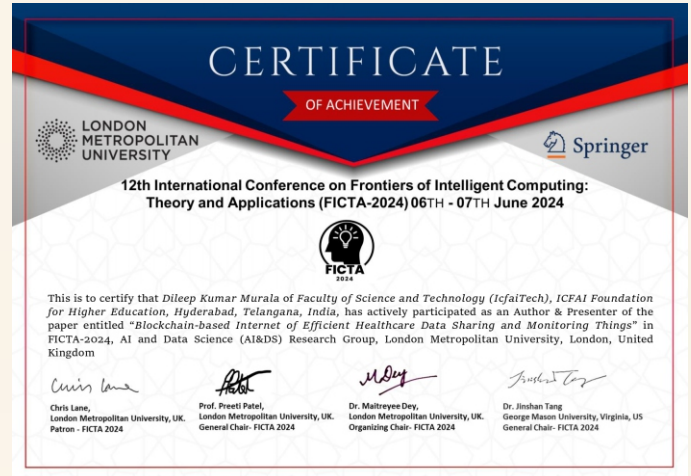 CERTIFICATE
OF ACHIEVEMENT
LONDON
METROPOLITAN
UNIVERSITY
Springer
12th International Conference on Frontiers of Intelligent Computing:
Theory and Applications (FICTA-2024) 06TH - 07TH June 2024
FICTA
2024
This is to certify that Dileep Kumar Murala of Faculty of Science and Technology (IcfaiTech), ICFAI Foundation
for Higher Education, Hyderabad, Telangana, India, has actively participated as an Author & Presenter of the
paper entitled “Blockchain-based Internet of Efficient Healthcare Data Sharing and Monitoring Things” in
FICTA-2024, AI and Data Science (AI&DS) Research Group, London Metropolitan University, London, United
Kingdom
Chris Lane
M Dey
Jinshan Tang
Chris Lane,
London Metropolitan University, UK.
Patron - FICTA 2024
Prof. Preeti Patel,
London Metropolitan University, UK.
General Chair- FICTA 2024
Dr. Maitreyee Dey,
London Metropolitan University, UK.
Organizing Chair- FICTA 2024
Dr. Jinshan Tang
George Mason University, Virginia, US
General Chair- FICTA 2024